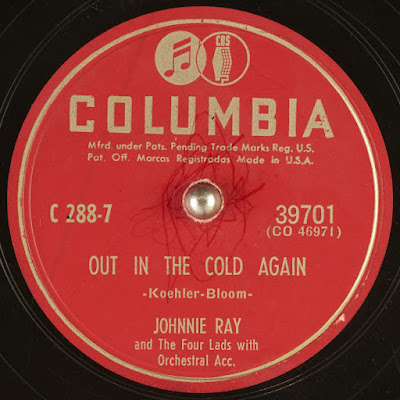 CBS
COLUMBIA
Mfrd. under Pats. Pending Trade Marks Reg. U.S.
Pat. Off. Marcas Registradas Made in U.S.A.
C 288-7
39701
(CO 46971)
OUT IN THE COLD AGAIN
-Koehler-Bloom-
JOHNNIE RAY
and The Four Lads with
Orchestral Acc.